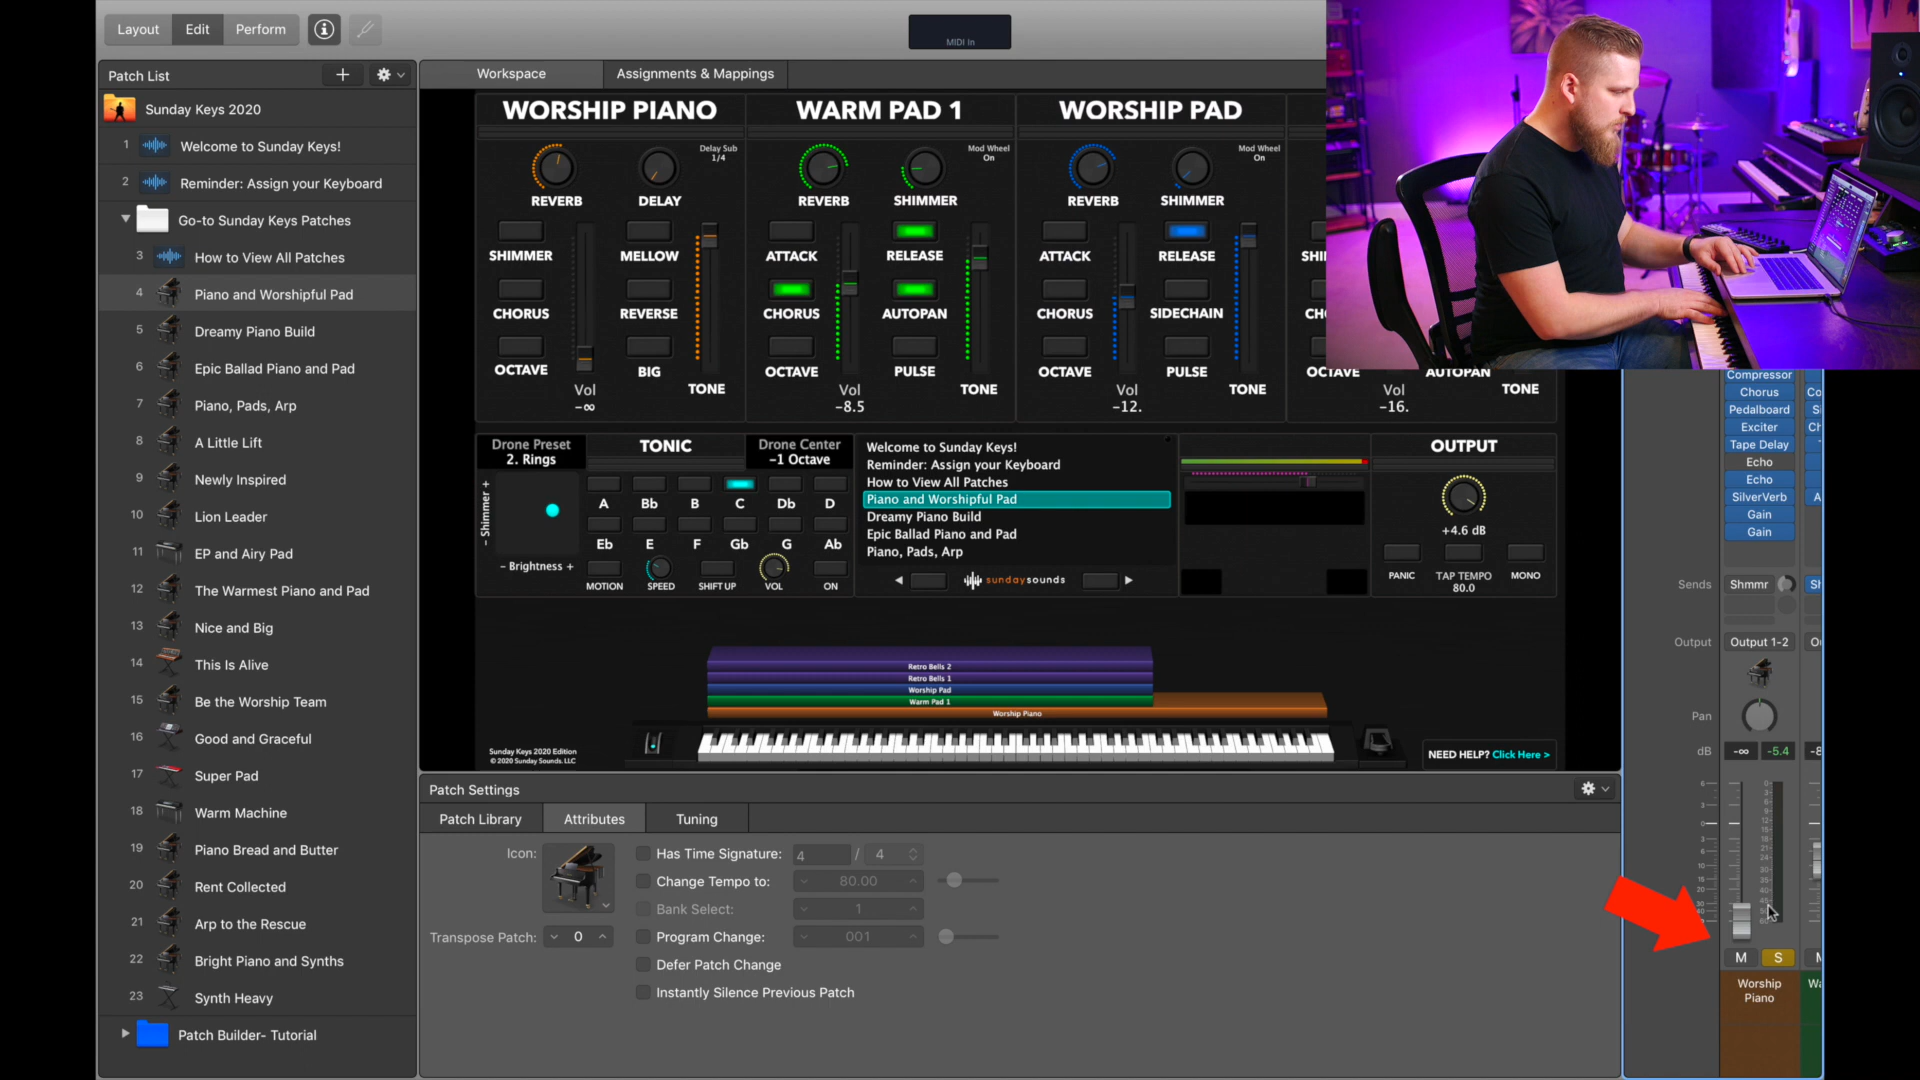 Layout
Edit
Perform
MIDI In
Patch List
Workspace
Assignments & Mappings
Sunday Keys 2020
1 Welcome to Sunday Keys!
2 Reminder: Assign your Keyboard
Go-to Sunday Keys Patches
3 How to View All Patches
4 Piano and Worshipful Pad
5 Dreamy Piano Build
6 Epic Ballad Piano and Pad
7 Piano, Pads, Arp
8 A Little Lift
9 Newly Inspired
10 Lion Leader
11 EP and Airy Pad
12 The Warmest Piano and Pad
13 Nice and Big
14 This Is Alive
15 Be the Worship Team
16 Good and Graceful
17 Super Pad
18 Warm Machine
19 Piano Bread and Butter
20 Rent Collected
21 Arp to the Rescue
22 Bright Piano and Synths
23 Synth Heavy
Patch Builder- Tutorial
WORSHIP PIANO
Delay Sub
1/4
REVERB
DELAY
SHIMMER
MELLOW
CHORUS
REVERSE
OCTAVE
BIG
Vol
-∞
TONE
WARM PAD 1
Mod Wheel
On
REVERB
SHIMMER
ATTACK
RELEASE
CHORUS
AUTOPAN
OCTAVE
PULSE
Vol
-8.5
TONE
WORSHIP PAD
Mod Wheel
On
REVERB
SHIMMER
ATTACK
RELEASE
CHORUS
SIDECHAIN
OCTAVE
PULSE
Vol
-12.
TONE
SHI
CHO
OCTAVE
AUTOPAN
Vol
-16.
TONE
Drone Preset
2. Rings
TONIC
Drone Center
-1 Octave
- Shimmer +
- Brightness +
A Bb B C Db D
Eb E F Gb G Ab
MOTION
SPEED
SHIFT UP
VOL
ON
Welcome to Sunday Keys!
Reminder: Assign your Keyboard
How to View All Patches
Piano and Worshipful Pad
Dreamy Piano Build
Epic Ballad Piano and Pad
Piano, Pads, Arp
sundaysounds
OUTPUT
+4.6 dB
PANIC
TAP TEMPO
80.0
MONO
Retro Bells 2
Retro Bells 1
Worship Pad
Warm Pad 1
Worship Piano
Sunday Keys 2020 Edition
© 2020 Sunday Sounds, LLC
NEED HELP? Click Here >
Patch Settings
Patch Library
Attributes
Tuning
Icon:
Has Time Signature: 4 / 4
Change Tempo to: 80.00
Bank Select: 1
Transpose Patch: 0
Program Change: 001
Defer Patch Change
Instantly Silence Previous Patch
Compressor
Chorus
Pedalboard
Exciter
Tape Delay
Echo
Echo
SilverVerb
Gain
Gain
Sends
Shmmr
Output
Output 1-2
Pan
dB
-∞
-5.4
M
S
Worship
Piano